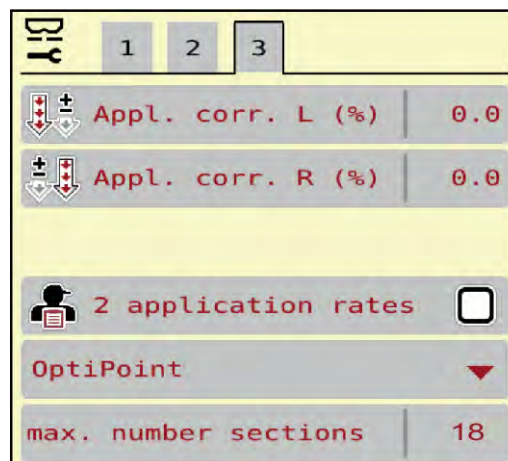 1 2 3
Appl. corr. L (%) 0.0
Appl. corr. R (%) 0.0
2 application rates
OptiPoint
max. number sections 18